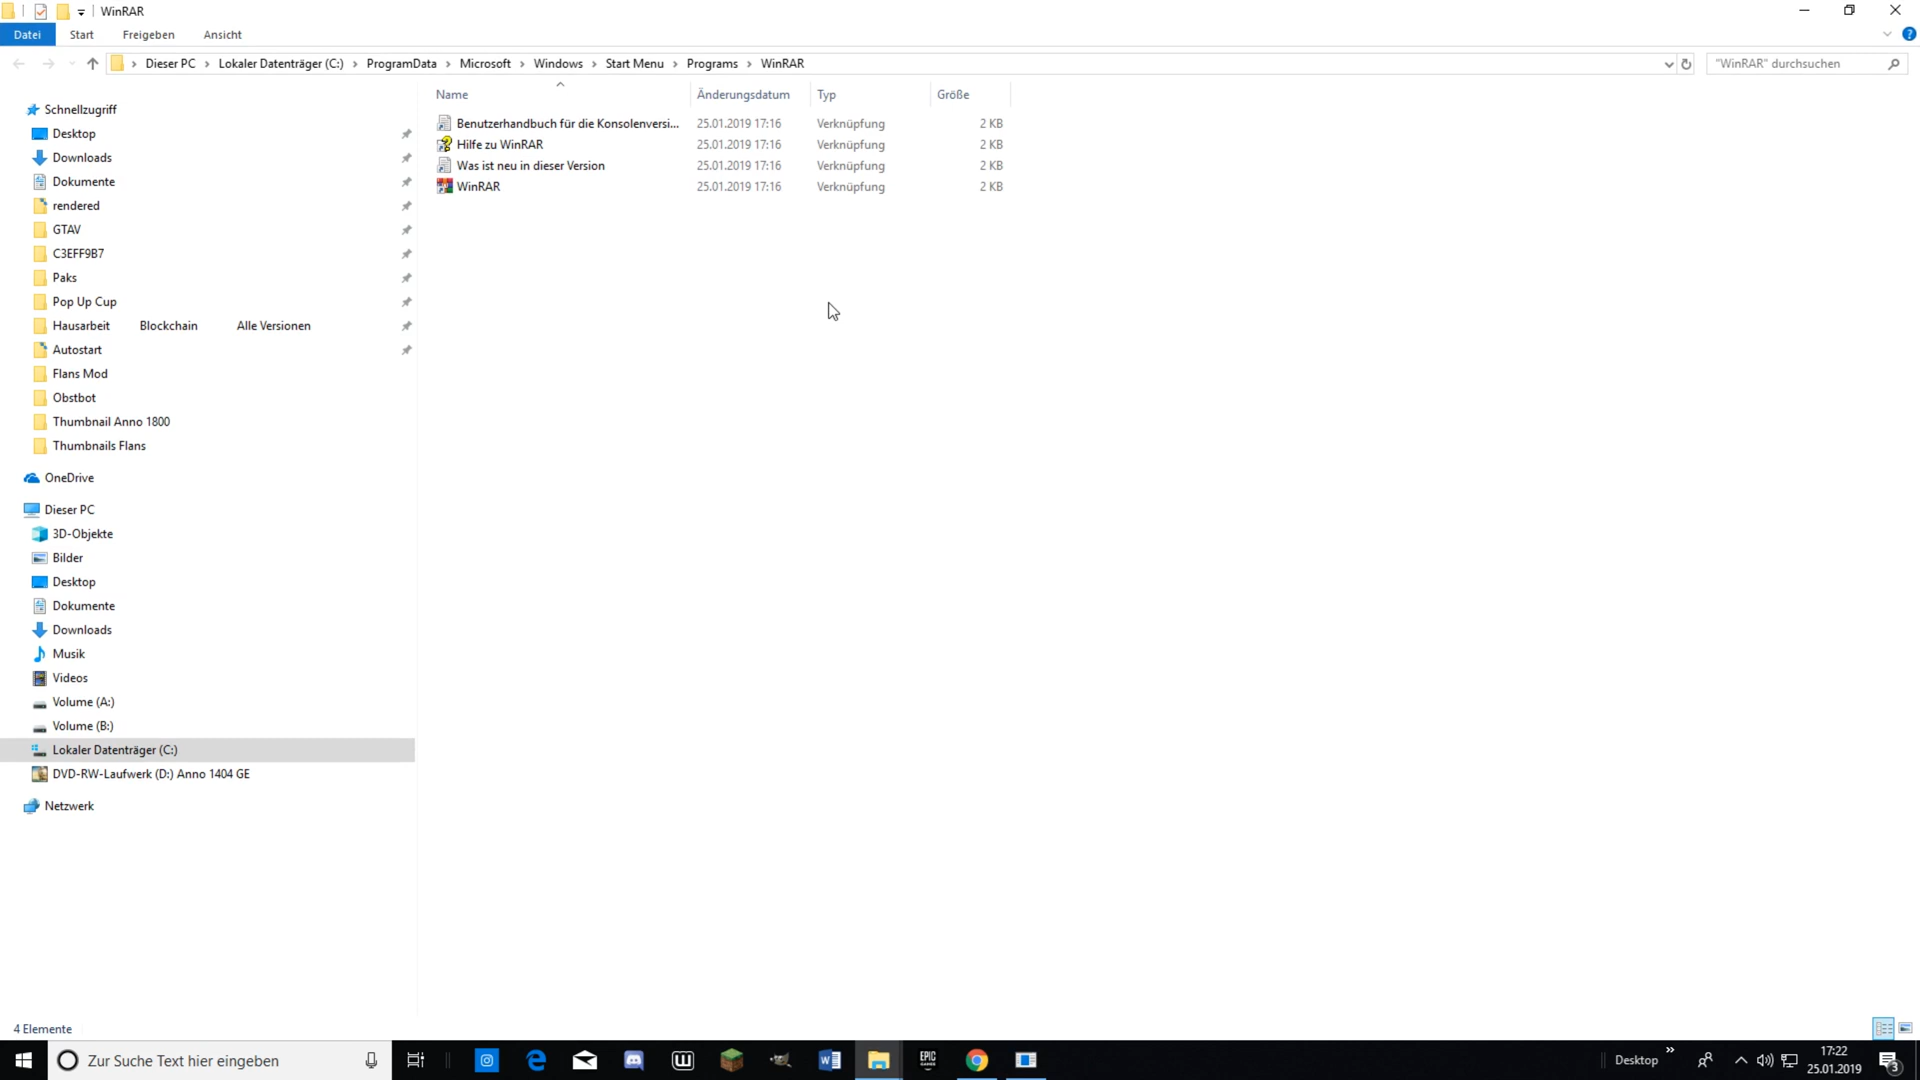 WinRAR
Datei Start Freigeben Ansicht
Dieser PC Lokaler Datenträger (C:) ProgramData Microsoft Windows Start Menu Programs WinRAR
"WinRAR" durchsuchen
Name Änderungsdatum Typ Größe
Benutzerhandbuch für die Konsolenversi... 25.01.2019 17:16 Verknüpfung 2 KB
Hilfe zu WinRAR 25.01.2019 17:16 Verknüpfung 2 KB
Was ist neu in dieser Version 25.01.2019 17:16 Verknüpfung 2 KB
WinRAR 25.01.2019 17:16 Verknüpfung 2 KB
Schnellzugriff
Desktop
Downloads
Dokumente
rendered
GTAV
C3EFF9B7
Paks
Pop Up Cup
Hausarbeit Blockchain Alle Versionen
Autostart
Flans Mod
Obstbot
Thumbnail Anno 1800
Thumbnails Flans
OneDrive
Dieser PC
3D-Objekte
Bilder
Desktop
Dokumente
Downloads
Musik
Videos
Volume (A:)
Volume (B:)
Lokaler Datenträger (C:)
DVD-RW-Laufwerk (D:) Anno 1404 GE
Netzwerk
4 Elemente
Zur Suche Text hier eingeben
EPIC
GAMES
Desktop
17:22
25.01.2019
3